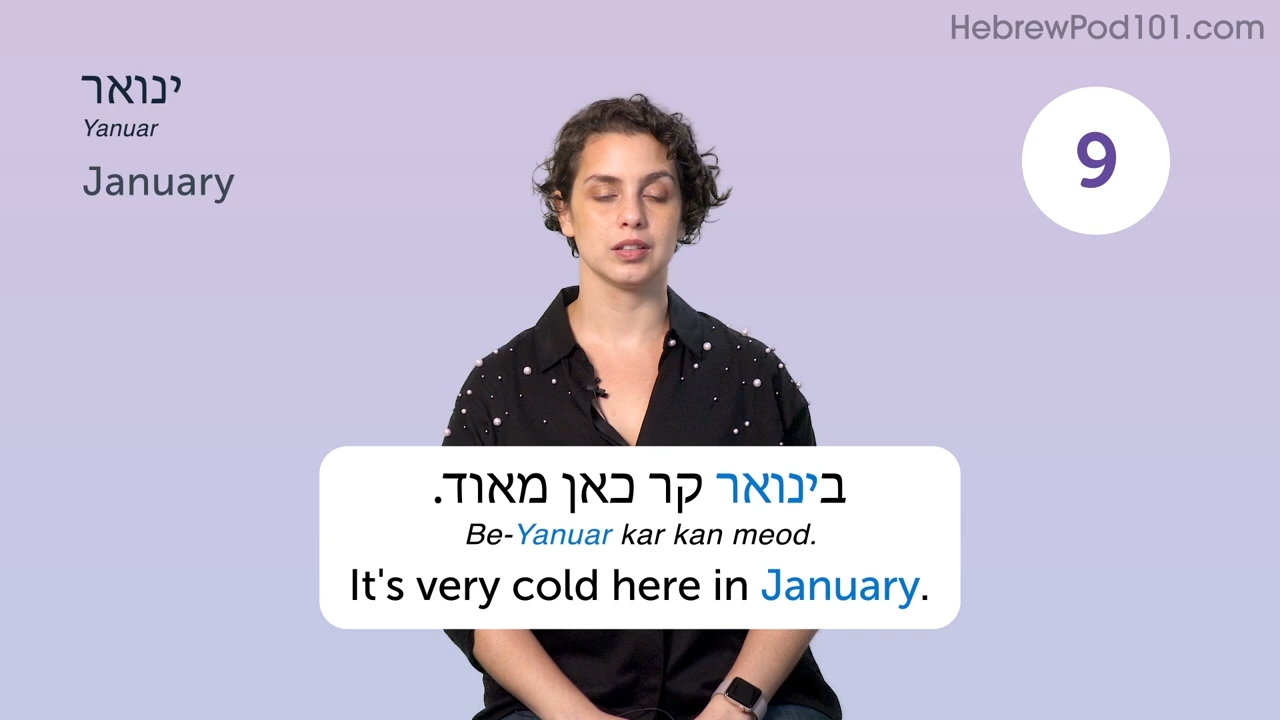 HebrewPod101.com
ינואר
Yanuar
January
9
בינואר קר כאן מאוד.
Be-Yanuar kar kan meod.
It's very cold here in January.